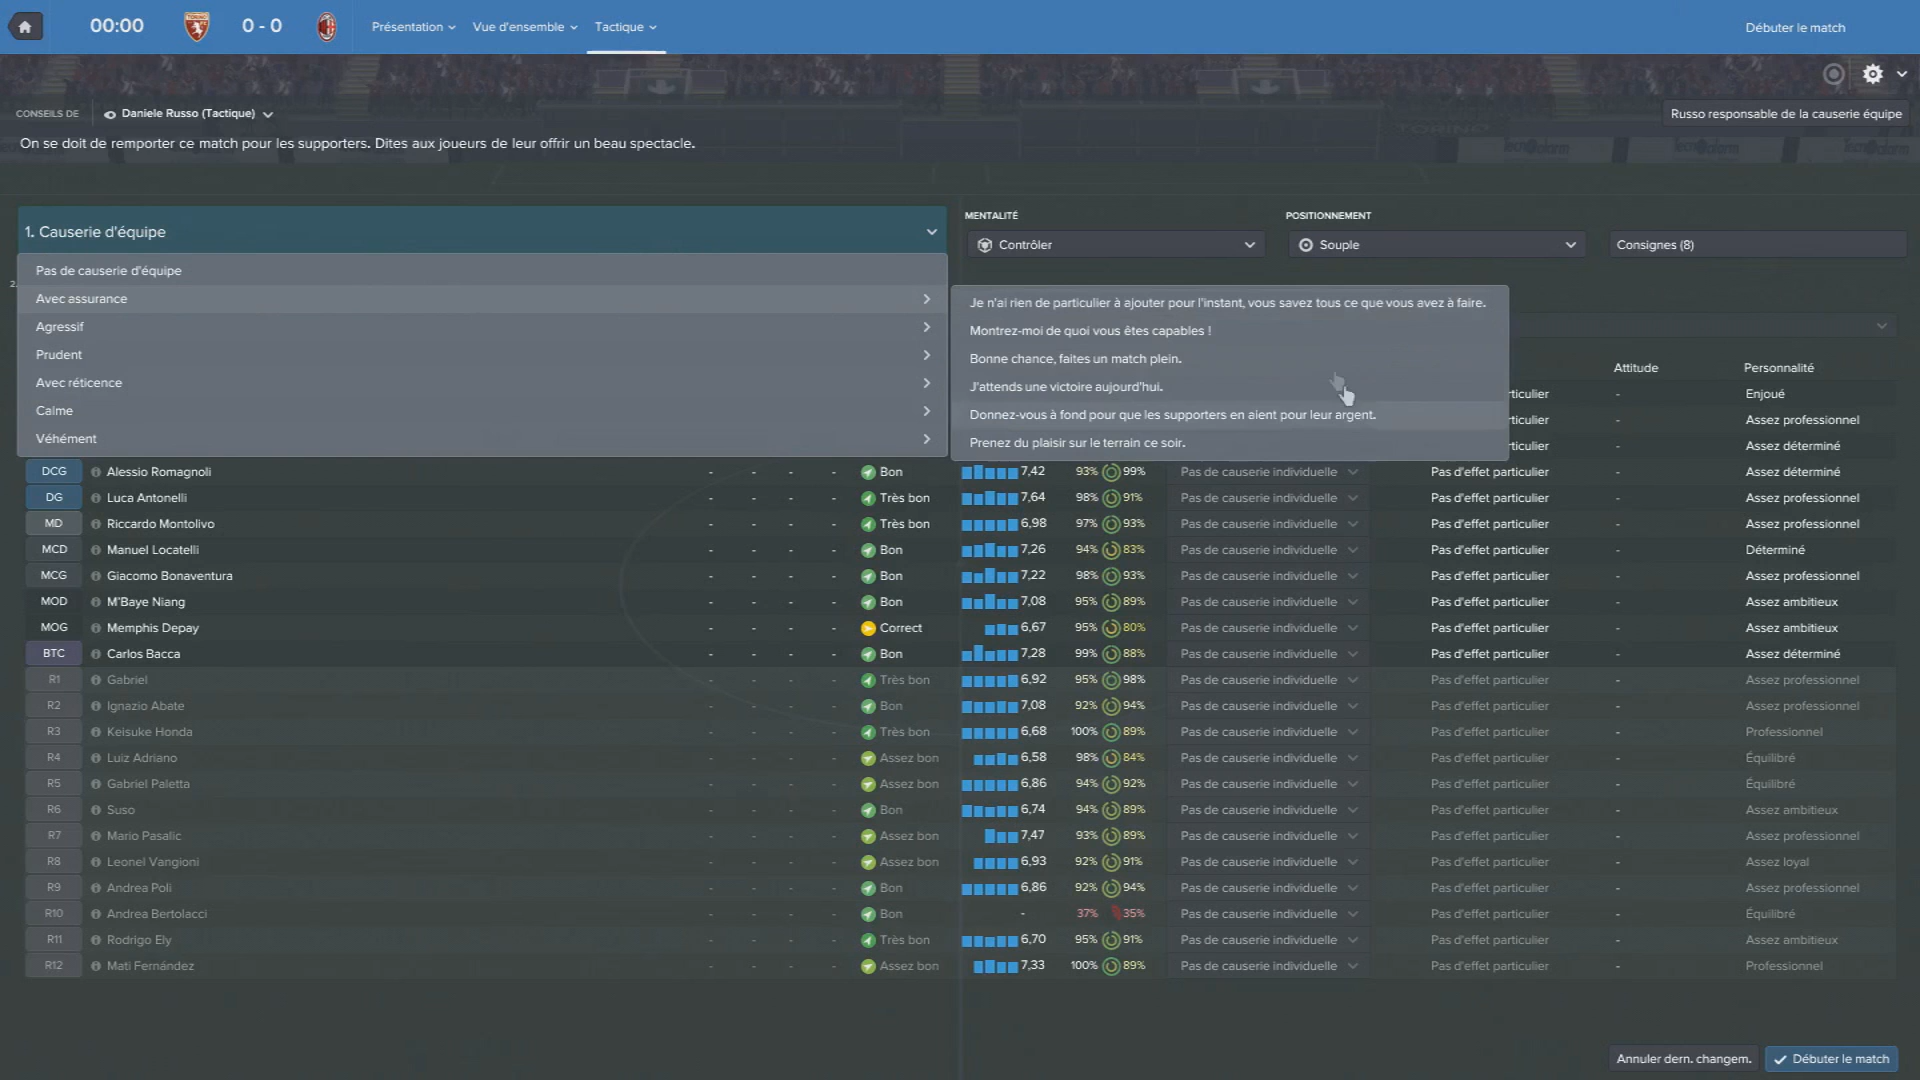 00:00 0 - 0 Présentation Vue d'ensemble Tactique Débuter le match
CONSEILS DE Daniele Russo (Tactique) Russo responsable de la causerie équipe
On se doit de remporter ce match pour les supporters. Dites aux joueurs de leur offrir un beau spectacle.
MENTALITÉ POSITIONNEMENT
1. Causerie d'équipe Contrôler Souple Consignes (8)
Pas de causerie d'équipe
2.
Avec assurance
Agressif
Prudent
Avec réticence
Calme
Véhément
Je n'ai rien de particulier à ajouter pour l'instant, vous savez tous ce que vous avez à faire.
Montrez-moi de quoi vous êtes capables !
Bonne chance, faites un match plein.
J'attends une victoire aujourd'hui.
Donnez-vous à fond pour que les supporters en aient pour leur argent.
Prenez du plaisir sur le terrain ce soir.
Attitude Personnalité
rticulier - Enjoué
rticulier - Assez professionnel
rticulier - Assez déterminé
DCG Alessio Romagnoli - - - - Bon 7,42 93% 99% Pas de causerie individuelle Pas d'effet particulier - Assez déterminé
DG Luca Antonelli - - - - Très bon 7,64 98% 91% Pas de causerie individuelle Pas d'effet particulier - Assez professionnel
MD Riccardo Montolivo - - - - Très bon 6,98 97% 93% Pas de causerie individuelle Pas d'effet particulier - Assez professionnel
MCD Manuel Locatelli - - - - Bon 7,26 94% 83% Pas de causerie individuelle Pas d'effet particulier - Déterminé
MCG Giacomo Bonaventura - - - - Bon 7,22 98% 93% Pas de causerie individuelle Pas d'effet particulier - Assez professionnel
MOD M'Baye Niang - - - - Bon 7,08 95% 89% Pas de causerie individuelle Pas d'effet particulier - Assez ambitieux
MOG Memphis Depay - - - - Correct 6,67 95% 80% Pas de causerie individuelle Pas d'effet particulier - Assez ambitieux
BTC Carlos Bacca - - - - Bon 7,28 99% 88% Pas de causerie individuelle Pas d'effet particulier - Assez déterminé
R1 Gabriel - - - - Très bon 6,92 95% 98% Pas de causerie individuelle Pas d'effet particulier - Assez professionnel
R2 Ignazio Abate - - - - Bon 7,08 92% 94% Pas de causerie individuelle Pas d'effet particulier - Assez professionnel
R3 Keisuke Honda - - - - Très bon 6,68 100% 89% Pas de causerie individuelle Pas d'effet particulier - Professionnel
R4 Luiz Adriano - - - - Assez bon 6,58 98% 84% Pas de causerie individuelle Pas d'effet particulier - Équilibré
R5 Gabriel Paletta - - - - Assez bon 6,86 94% 92% Pas de causerie individuelle Pas d'effet particulier - Équilibré
R6 Suso - - - - Bon 6,74 94% 89% Pas de causerie individuelle Pas d'effet particulier - Assez ambitieux
R7 Mario Pasalic - - - - Assez bon 7,47 93% 89% Pas de causerie individuelle Pas d'effet particulier - Assez professionnel
R8 Leonel Vangioni - - - - Assez bon 6,93 92% 91% Pas de causerie individuelle Pas d'effet particulier - Assez loyal
R9 Andrea Poli - - - - Bon 6,86 92% 94% Pas de causerie individuelle Pas d'effet particulier - Assez professionnel
R10 Andrea Bertolacci - - - - Bon - 37% 35% Pas de causerie individuelle Pas d'effet particulier - Équilibré
R11 Rodrigo Ely - - - - Très bon 6,70 95% 91% Pas de causerie individuelle Pas d'effet particulier - Assez ambitieux
R12 Mati Fernández - - - - Assez bon 7,33 100% 89% Pas de causerie individuelle Pas d'effet particulier - Professionnel
Annuler dern. changem. Débuter le match